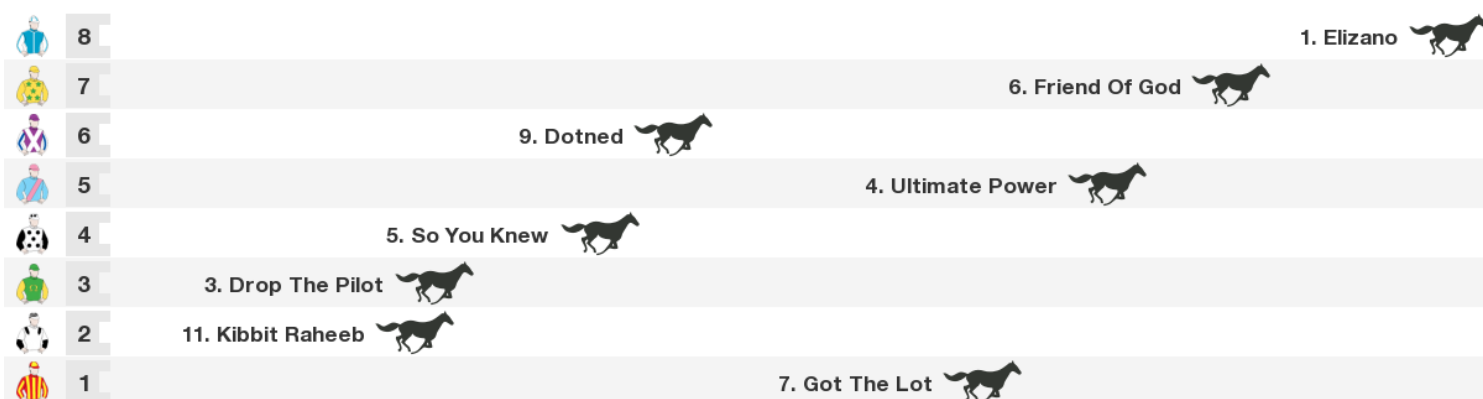 8 1. Elizano
7 6. Friend Of God
6 9. Dotned
5 4. Ultimate Power
4 5. So You Knew
3 3. Drop The Pilot
2 11. Kibbit Raheeb
1 7. Got The Lot